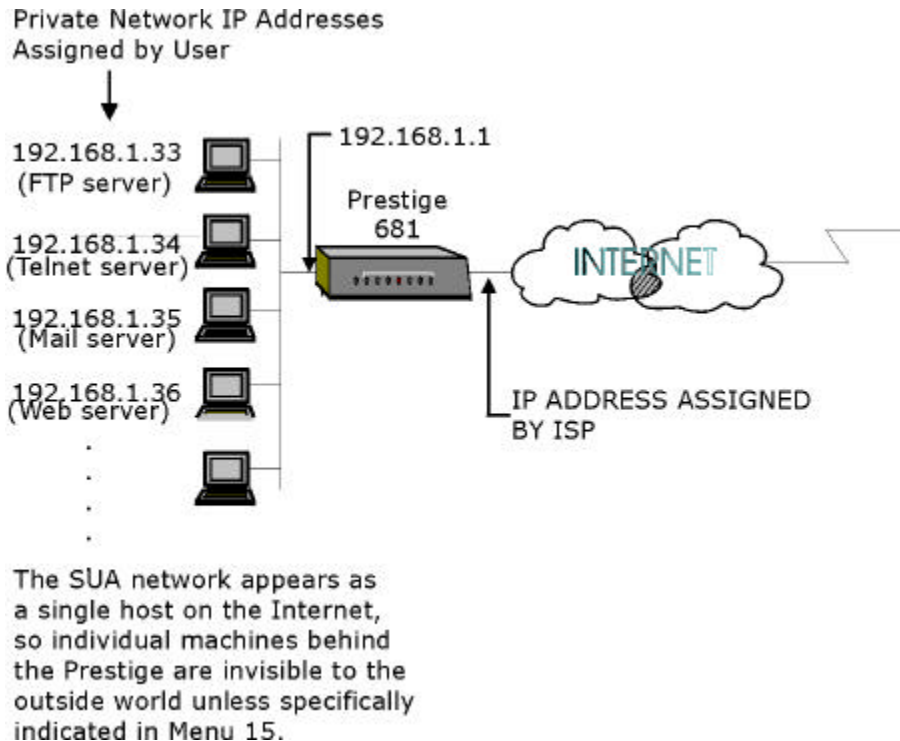 Private Network IP Addresses
Assigned by User
192.168.1.33
(FTP server)
192.168.1.34
(Telnet server)
192.168.1.35
(Mail server)
192.168.1.36
(Web server)
.
.
.
.
192.168.1.1
Prestige
681
INTERNET
IP ADDRESS ASSIGNED
BY ISP
The SUA network appears as
a single host on the Internet,
so individual machines behind
the Prestige are invisible to the
outside world unless specifically
indicated in Menu 15.